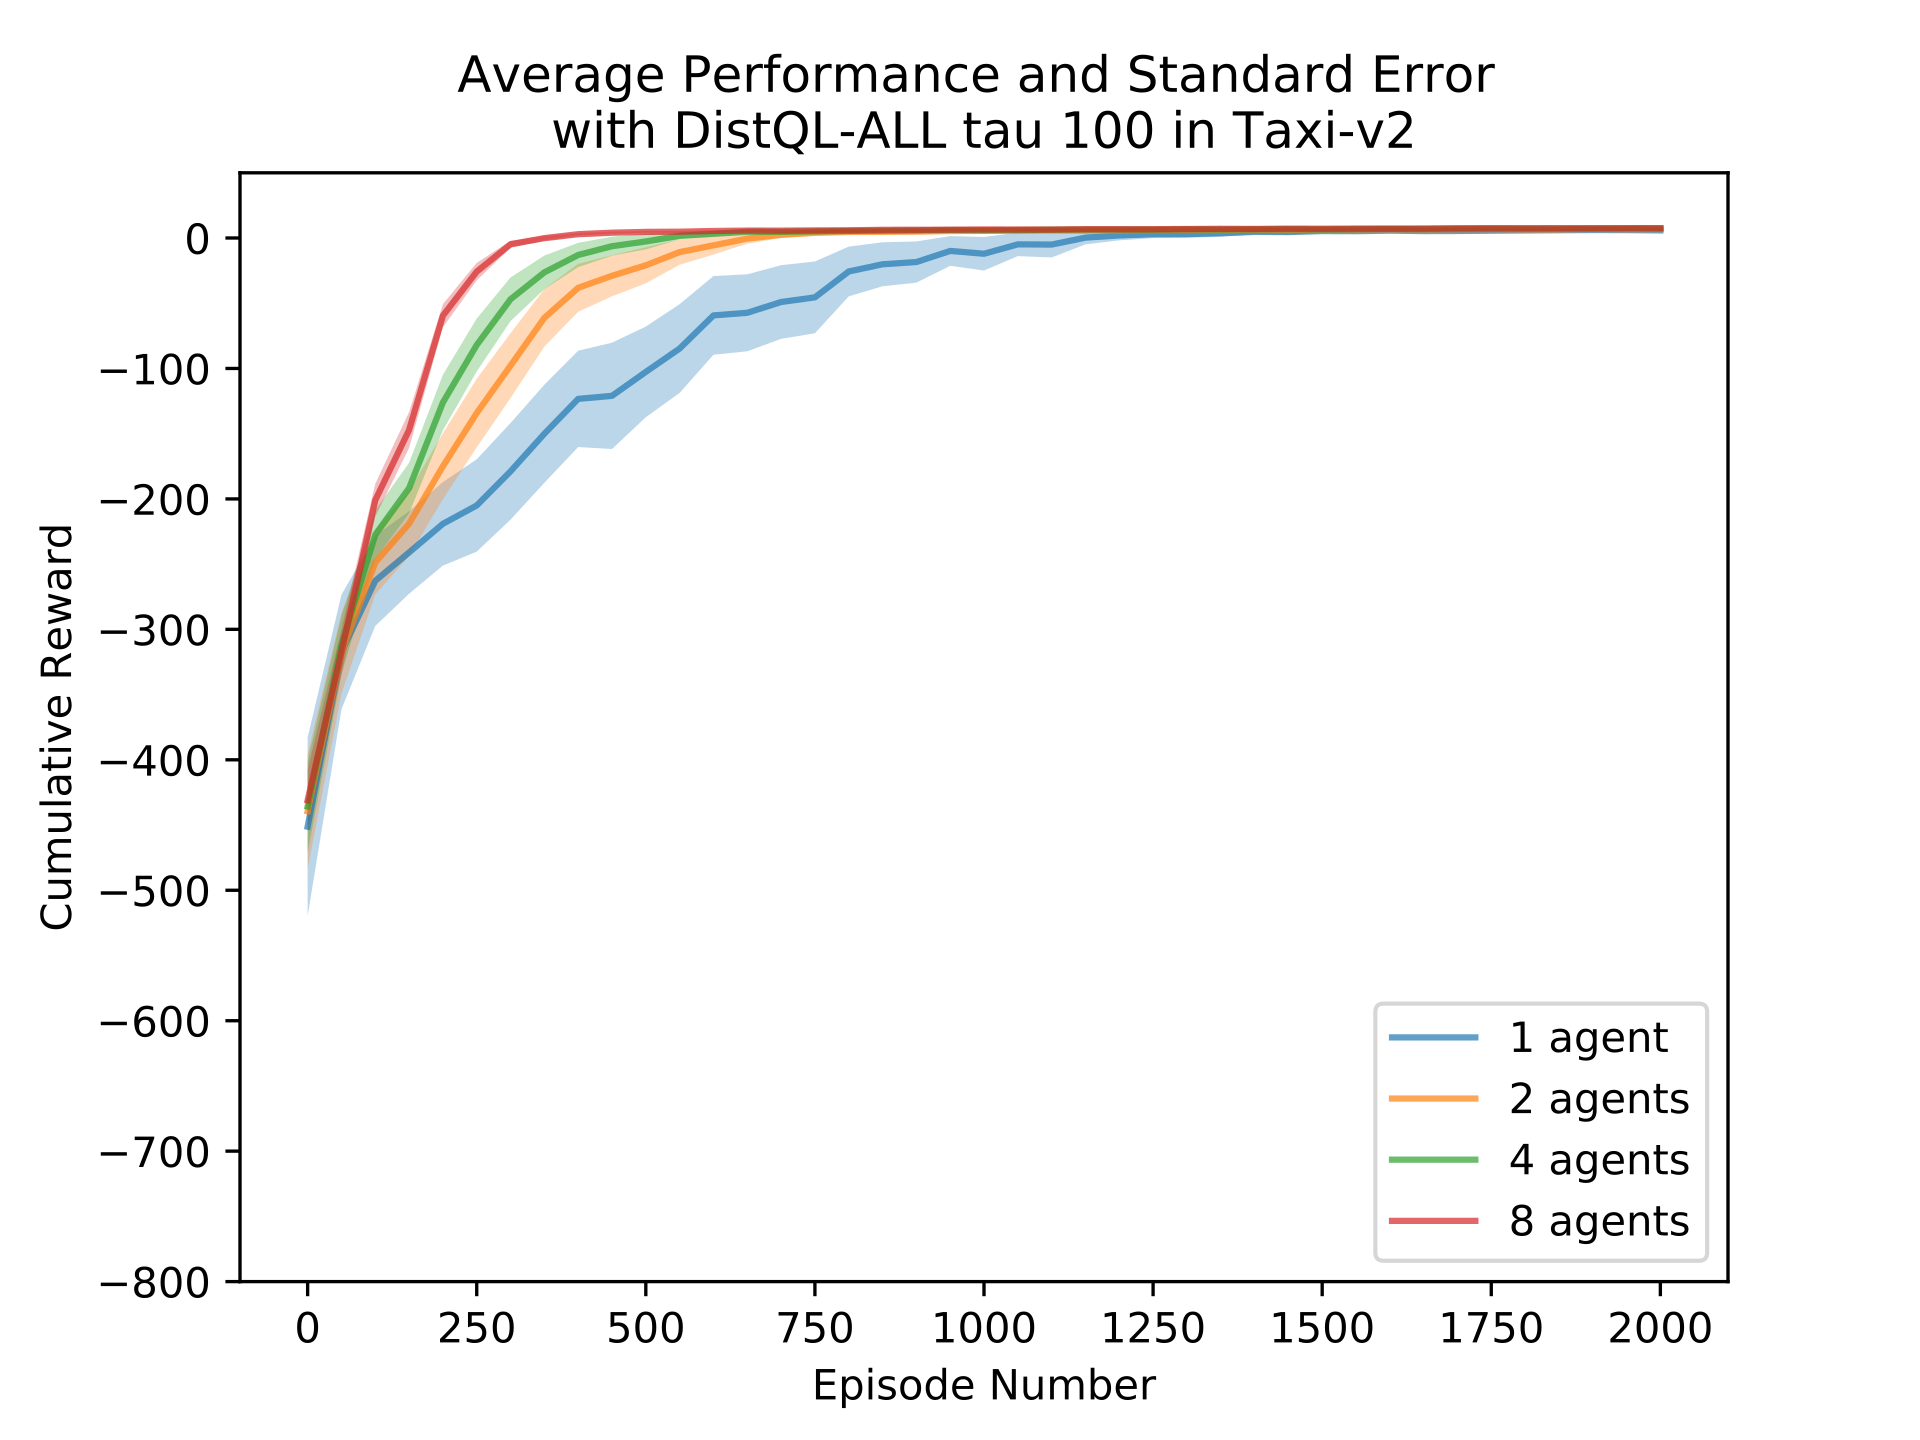 Average Performance and Standard Error
with DistQL-ALL tau 100 in Taxi-v2
Cumulative Reward
0
−100
−200
−300
−400
−500
−600
−700
−800
1 agent
2 agents
4 agents
8 agents
0 250 500 750 1000 1250 1500 1750 2000
Episode Number